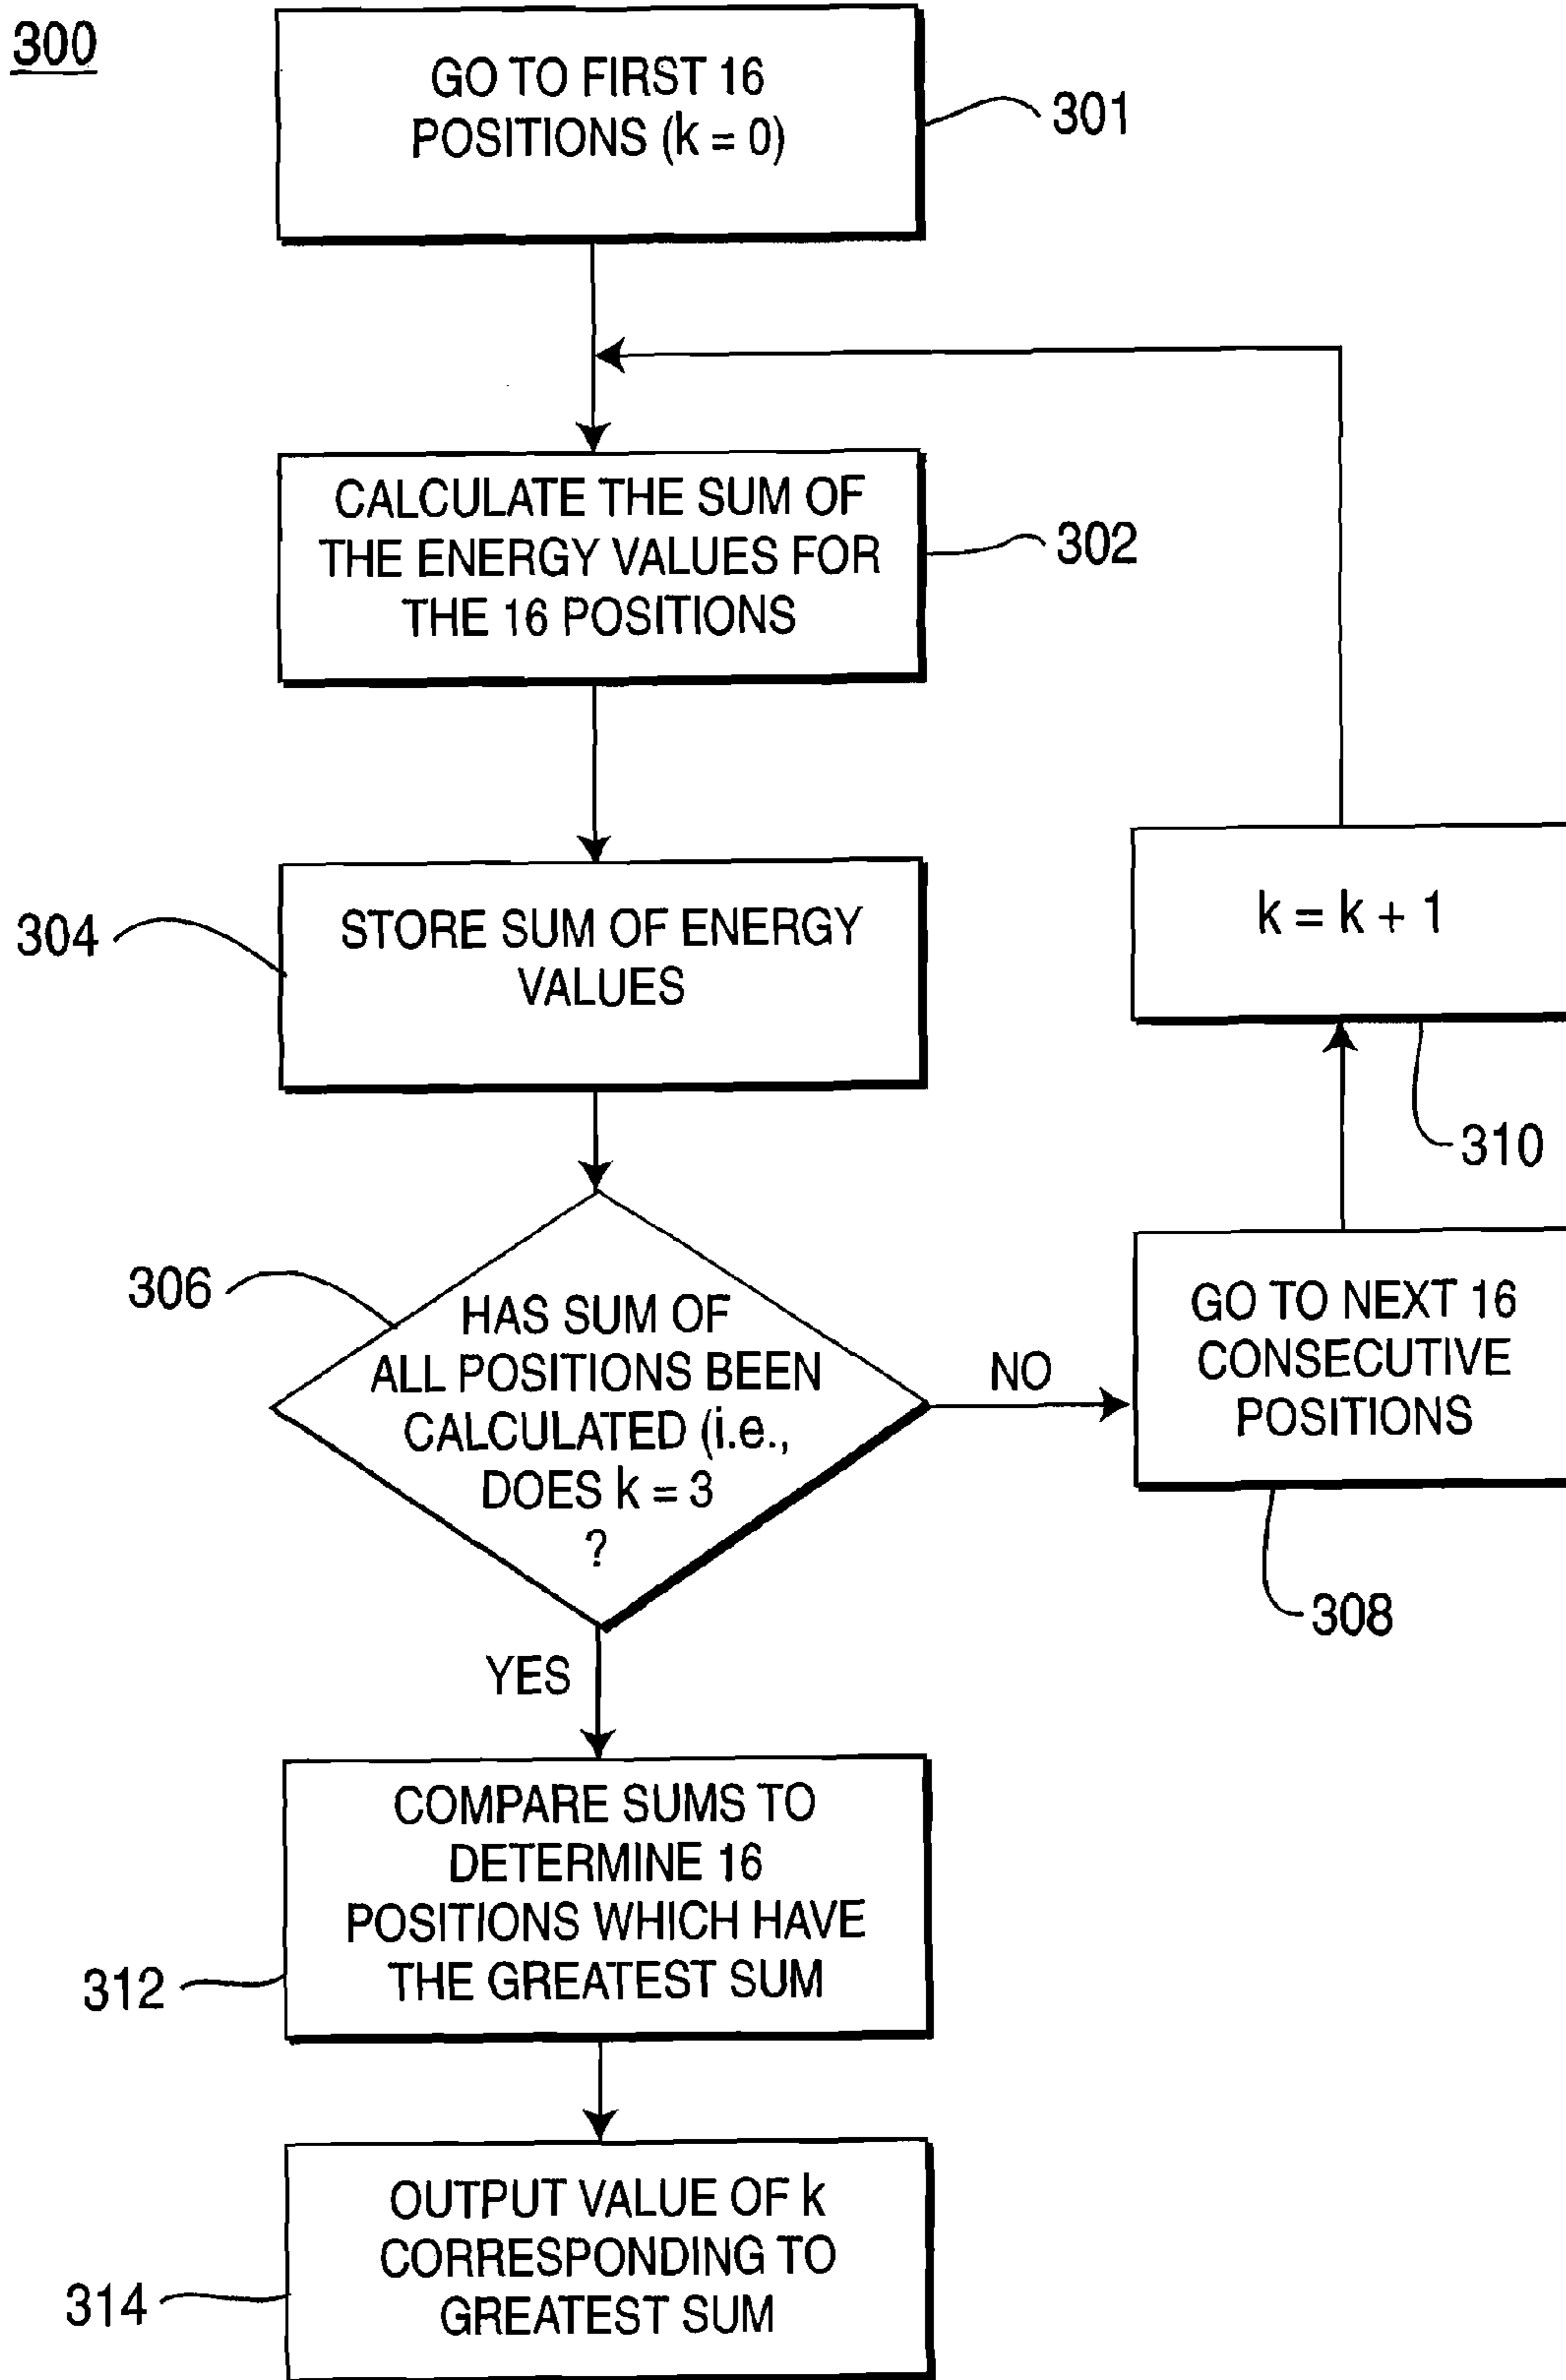 300
GO TO FIRST 16
POSITIONS (k = 0)
301
CALCULATE THE SUM OF
THE ENERGY VALUES FOR
THE 16 POSITIONS
302
STORE SUM OF ENERGY
VALUES
304
k = k + 1
310
306
HAS SUM OF
ALL POSITIONS BEEN
CALCULATED (i.e.,
DOES k = 3
?
NO
GO TO NEXT 16
CONSECUTIVE
POSITIONS
308
YES
COMPARE SUMS TO
DETERMINE 16
POSITIONS WHICH HAVE
THE GREATEST SUM
312
OUTPUT VALUE OF k
CORRESPONDING TO
GREATEST SUM
314